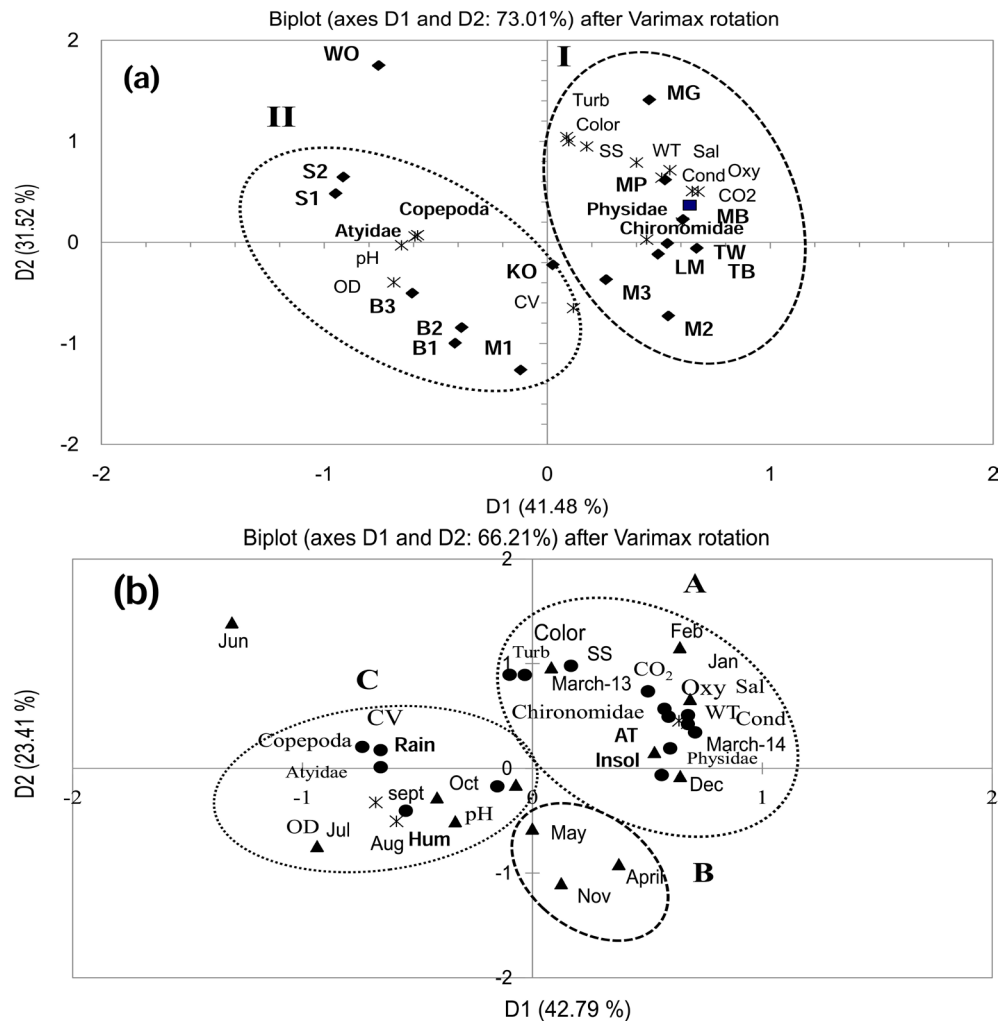 Biplot (axes D1 and D2: 73.01%) after Varimax rotation
2
WO
I
(a)
MG
Turb
II
1
Color
SS
WT Sal
S2
Oxy
MP
Cond
S1
CO2
Copepoda
Physidae
MB
Atyidae
Chironomidae
D2 (31.52 %)
0
pH
KO
LM
TW
OD
TB
CV
M3
B3
B2
M2
B1
M1
-1
-2
-2
-1
0
1
2
D1 (41.48 %)
Biplot (axes D1 and D2: 66.21%) after Varimax rotation
2
(b)
A
Color
Feb
Jun
1
Turb
SS
Jan
CO2
C
March-13
Oxy
Sal
CV
Chironomidae
WT
Cond
Copepoda
Rain
AT
March-14
Atyidae
Insol
Physidae
D2 (23.41 %)
0
-2
-1
sept
Oct
0
Dec
1
2
OD
Jul
Aug
Hum
pH
May
-1
April
B
Nov
-2
D1 (42.79 %)